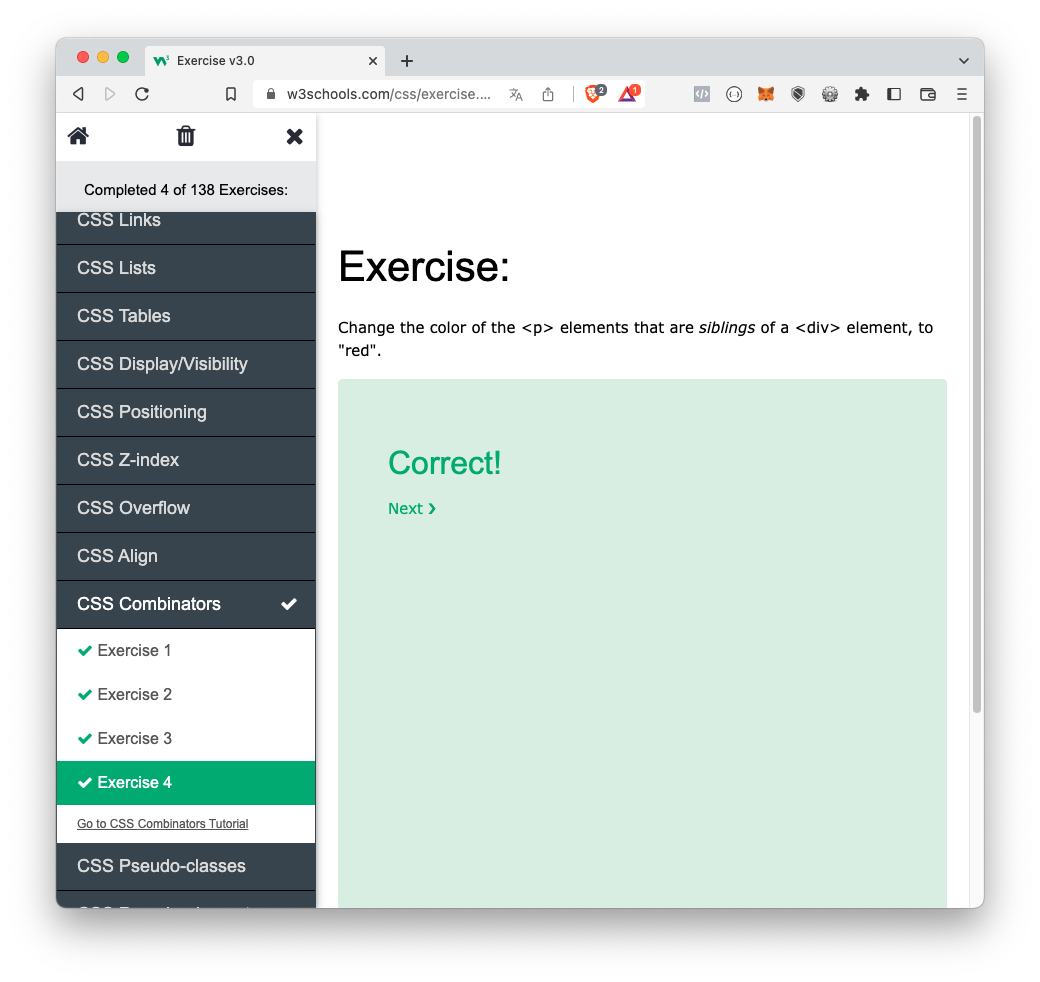 Exercise v3.0
w3schools.com/css/exercise....
2
1
Completed 4 of 138 Exercises:
CSS Links
CSS Lists
CSS Tables
CSS Display/Visibility
CSS Positioning
CSS Z-index
CSS Overflow
CSS Align
CSS Combinators
Exercise 1
Exercise 2
Exercise 3
Exercise 4
Go to CSS Combinators Tutorial
CSS Pseudo-classes
Exercise:
Change the color of the <p> elements that are siblings of a <div> element, to
"red".
Correct!
Next ❯